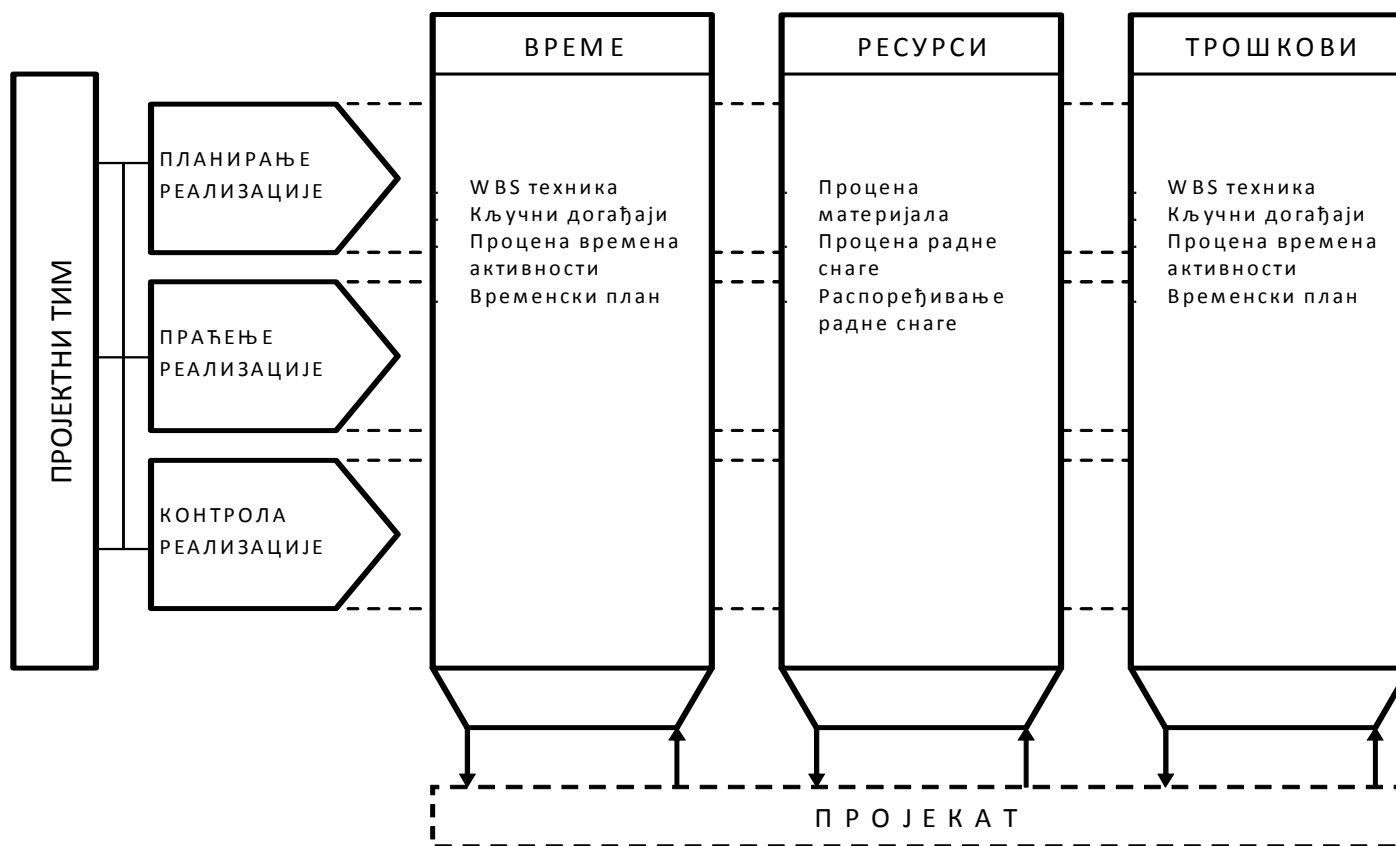 ВРЕМЕ
РЕСУРСИ
ТРОШКОВИ
ПРОЈЕКТНИ ТИМ
ПЛАНИРАЊЕ
РЕАЛИЗАЦИЈЕ
ПРАЋЕЊЕ
РЕАЛИЗАЦИЈЕ
КОНТРОЛА
РЕАЛИЗАЦИЈЕ
WBS техника
Кључни догађаји
Процена времена
активности
Временски план
Процена
материјала
Процена радне
снаге
Распоређивање
радне снаге
WBS техника
Кључни догађаји
Процена времена
активности
Временски план
ПРОЈЕКАТ